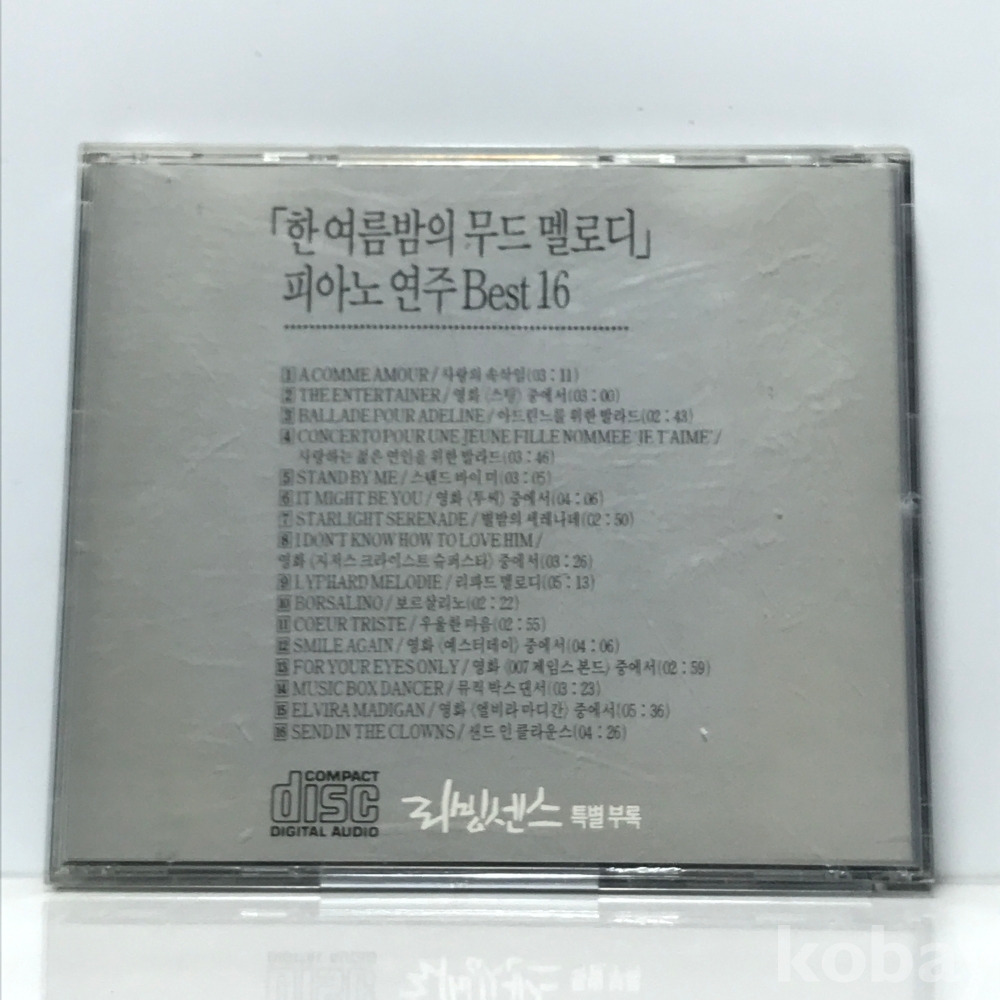 「한 여름밤의 무드 멜로디」
피아노 연주 Best 16
1 A COMME AMOUR / 사랑의 속삭임(03 : 11)
2 THE ENTERTAINER / 영화 〈스팅〉 중에서(03 : 00)
3 BALLADE POUR ADELINE / 아드린느를 위한 발라드(02 : 43)
4 CONCERTO POUR UNE JEUNE FILLE NOMMEE 'JE T'AIME' /
사랑하는 젊은 연인을 위한 발라드(03 : 46)
5 STAND BY ME / 스탠드 바이 미(03 : 05)
6 IT MIGHT BE YOU / 영화 〈투씨〉 중에서(04 : 06)
7 STARLIGHT SERENADE / 별밤의 세레나데(02 : 50)
8 I DON'T KNOW HOW TO LOVE HIM /
영화 〈지저스 크라이스트 슈퍼스타〉 중에서(03 : 26)
9 LYPHARD MELODIE / 리파드 멜로디(05 : 13)
10 BORSALINO / 보르살리노(02 : 22)
11 COEUR TRISTE / 우울한 마음(02 : 55)
12 SMILE AGAIN / 영화 〈예스터데이〉 중에서(04 : 06)
13 FOR YOUR EYES ONLY / 영화 〈007 제임스 본드〉 중에서(02 : 59)
14 MUSIC BOX DANCER / 뮤직 박스 댄서(03 : 23)
15 ELVIRA MADIGAN / 영화 〈엘비라 마디간〉 중에서(05 : 36)
16 SEND IN THE CLOWNS / 센드 인 클라운스(04 : 26)
COMPACT
disc
DIGITAL AUDIO
리빙센스 특별 부록
koba